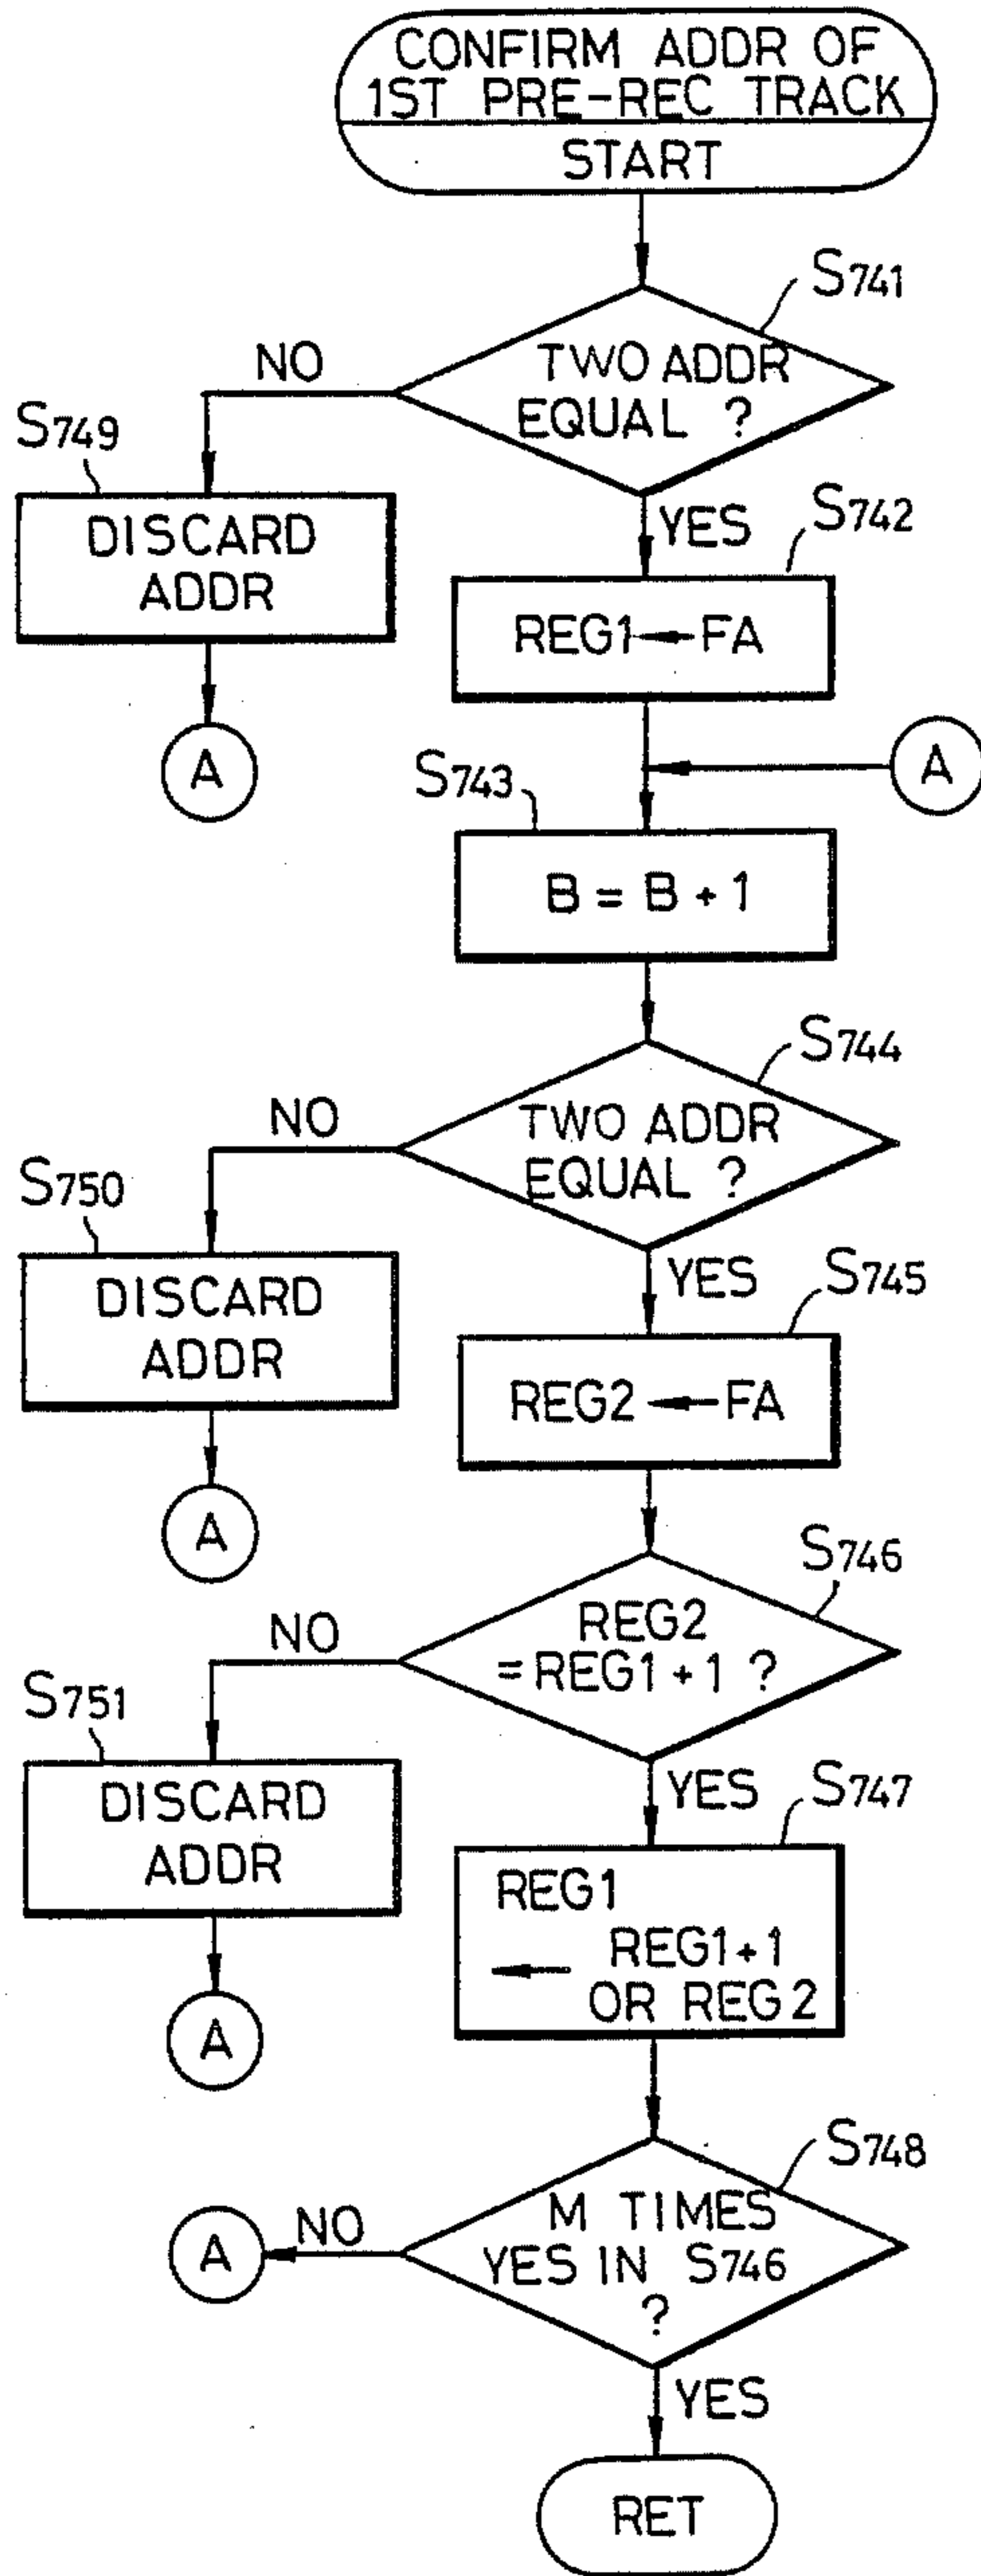 CONFIRM ADDR OF
1ST PRE-REC TRACK
START
S741
TWO ADDR
EQUAL ?
NO
YES
S749
DISCARD
ADDR
A
S742
REG1 ← FA
A
S743
B = B + 1
S744
TWO ADDR
EQUAL ?
NO
YES
S750
DISCARD
ADDR
A
S745
REG2 ← FA
S746
REG2
= REG1 + 1 ?
NO
YES
S751
DISCARD
ADDR
A
S747
REG1
← REG1+1
OR REG2
S748
M TIMES
YES IN S746
?
NO
A
YES
RET